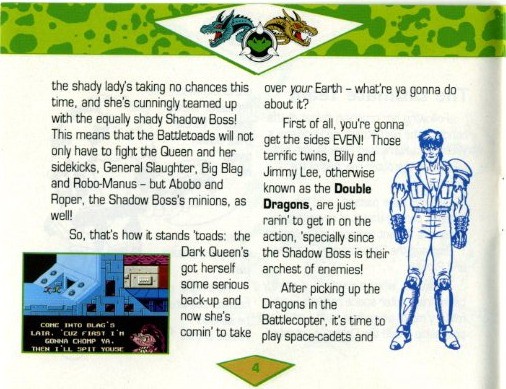 the shady lady's taking no chances this
time, and she's cunningly teamed up
with the equally shady Shadow Boss!
This means that the Battletoads will not
only have to fight the Queen and her
sidekicks, General Slaughter, Big Blag
and Robo-Manus – but Abobo and
Roper, the Shadow Boss's minions, as
well!
So, that's how it stands 'toads: the
Dark Queen's
got herself
some serious
back-up and
now she's
comin' to take
COME INTO BLAG'S
LAIR. 'CUZ FIRST I'M
GONNA CHOMP YA.
THEN I'LL SPIT YOUSE
over your Earth – what're ya gonna do
about it?
First of all, you're gonna
get the sides EVEN! Those
terrific twins, Billy and
Jimmy Lee, otherwise
known as the Double
Dragons, are just
rarin' to get in on the
action, 'specially since
the Shadow Boss is their
archest of enemies!
After picking up the
Dragons in the
Battlecopter, it's time to
play space-cadets and
4